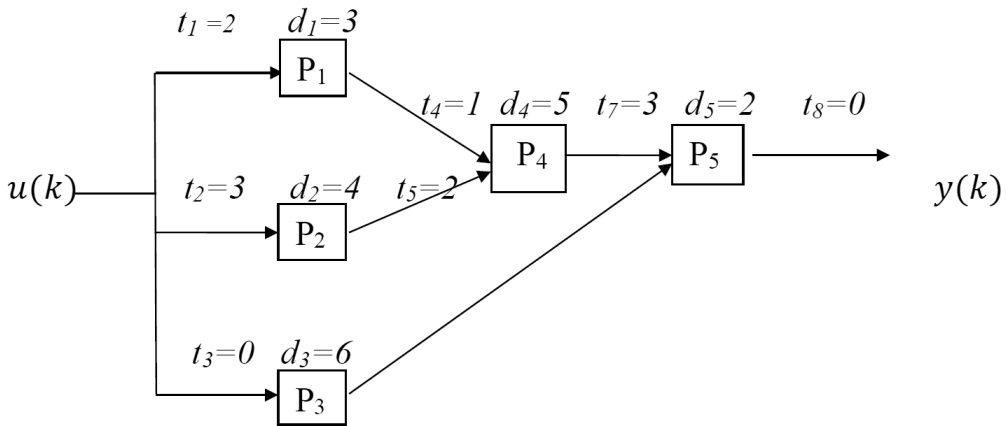 t₁ =2 d₁=3
P₁
t₄=1 d₄=5 t₇=3 d₅=2 t₈=0
P₄ P₅
u(k) t₂=3 d₂=4 t₅=2 y(k)
P₂
t₃=0 d₃=6
P₃